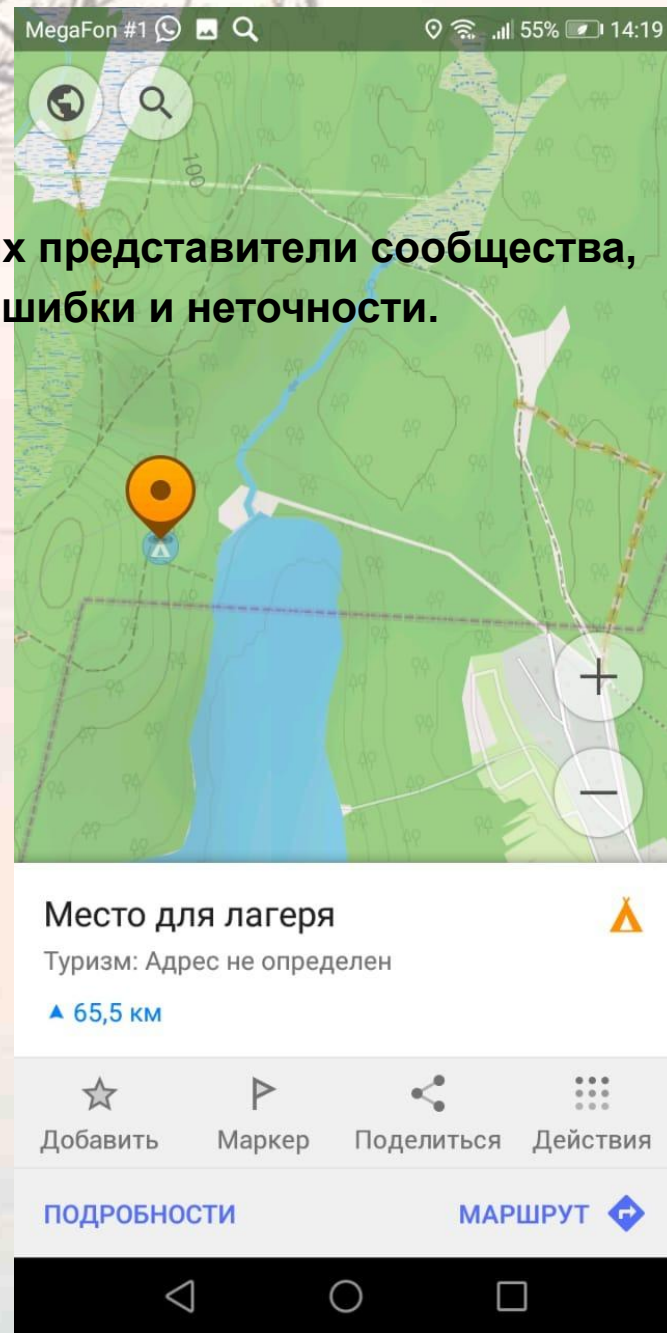 MegaFon #1 55% 14:19
100
х представители сообщества,
шибки и неточности.
Место для лагеря
Туризм: Адрес не определен
65,5 км
Добавить Маркер Поделиться Действия
ПОДРОБНОСТИ МАРШРУТ